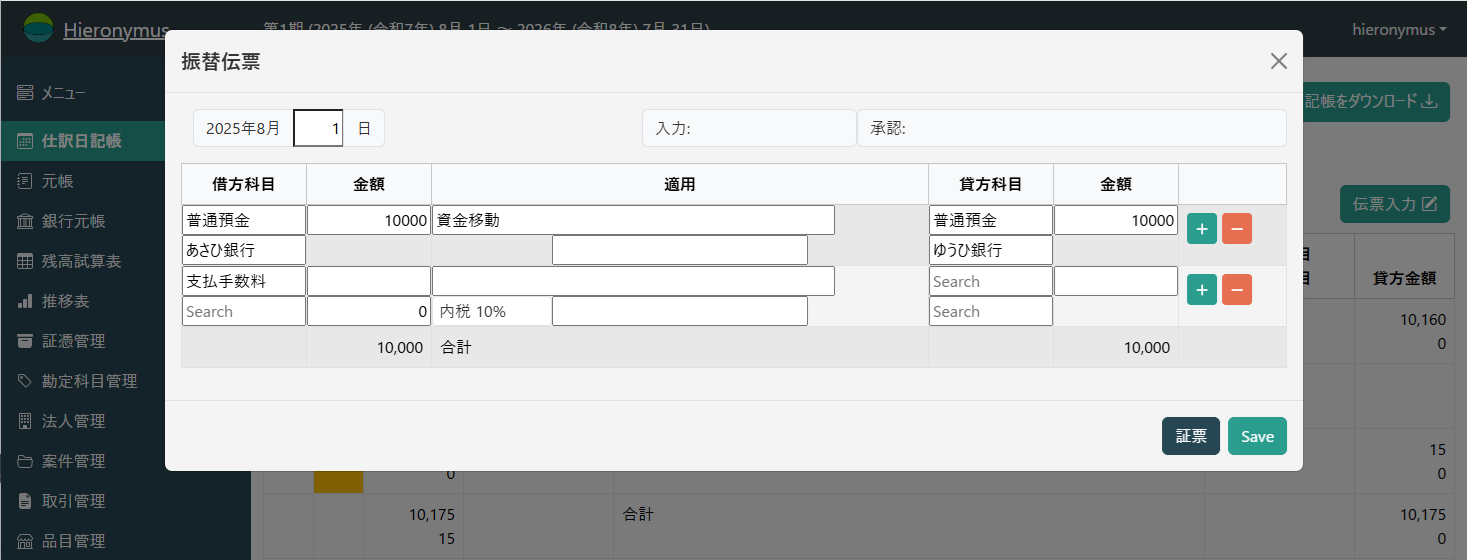 Hieronymus
第1期 (2025年 (令和7年) 8月 1日 ～ 2026年 (令和8年) 7月 31日)
hieronymus
メニュー
仕訳日記帳
元帳
銀行元帳
残高試算表
推移表
証憑管理
勘定科目管理
法人管理
案件管理
取引管理
品目管理
記帳をダウンロード
伝票入力
振替伝票
2025年8月 1 日
入力: 承認:
借方科目 金額 適用 貸方科目 金額
普通預金 10000 資金移動 普通預金 10000
あさひ銀行 ゆうひ銀行
支払手数料 Search
Search 0 内税 10% Search
10,000 合計 10,000
証票 Save
目
目 貸方金額
10,160
0
15
0 0
10,175 合計 10,175
15 0